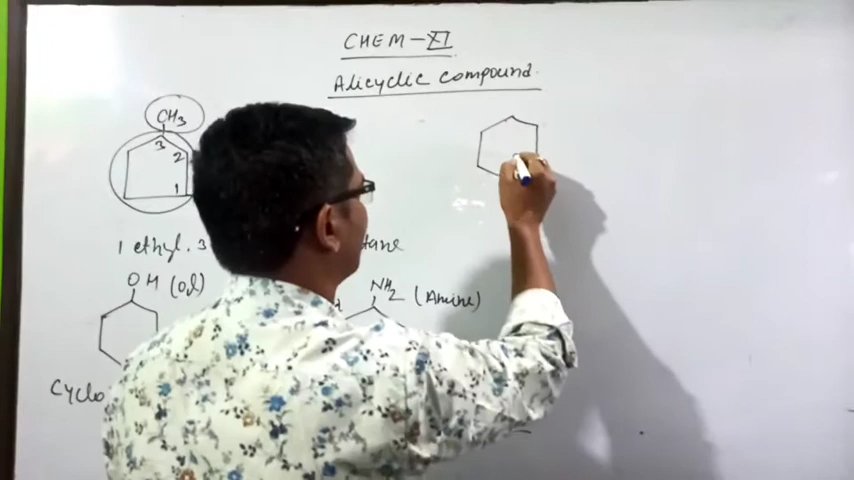 CHEM - XI
Alicyclic compound.
CH3
3
2
1
1 ethyl. 3
tane
OH (Ol)
NH2 (Amine)
Cyclo